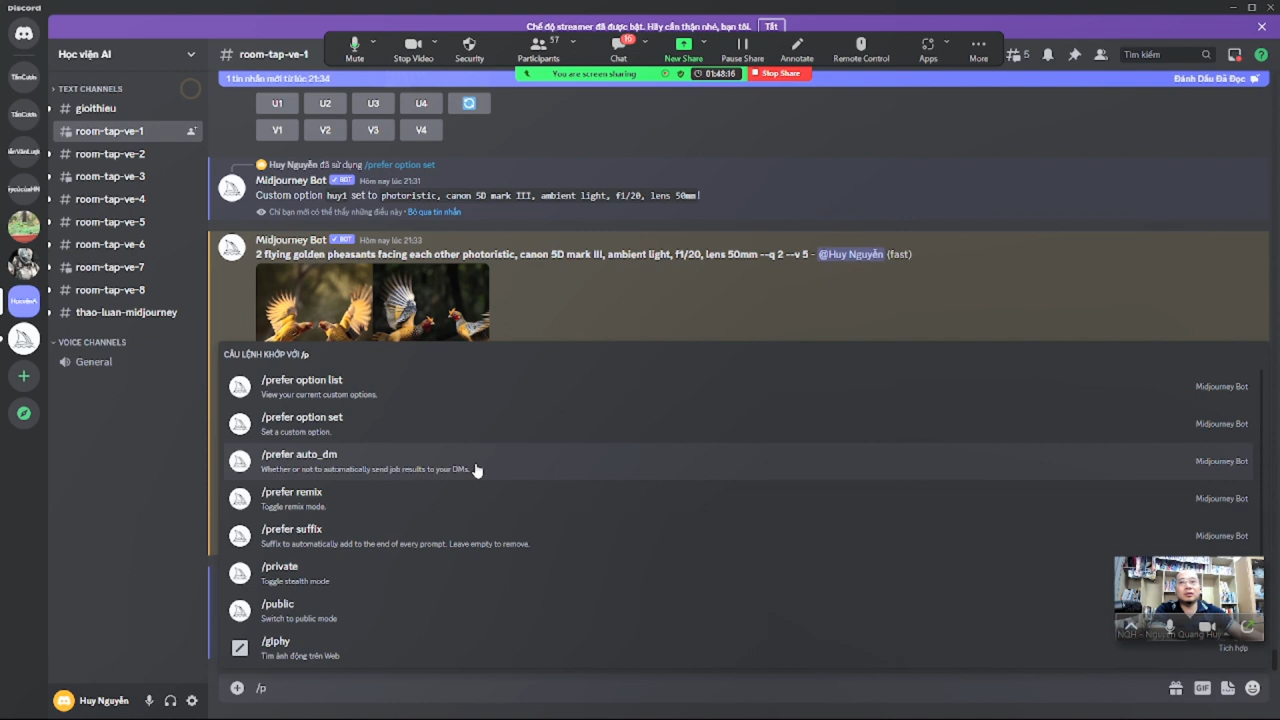 Discord
Chế độ streamer đã được bật. Hãy cẩn thận nhé, bạn tôi. Tắt
Học viện AI
room-tap-ve-1
Mute
Stop Video
Security
57
Participants
16
Chat
New Share
Pause Share
Annotate
Remote Control
Apps
More
5
Tìm kiếm
You are screen sharing
01:48:16
Stop Share
1 tin nhắn mới từ lúc 21:34
Đánh Dấu Đã Đọc
TEXT CHANNELS
gioithieu
room-tap-ve-1
room-tap-ve-2
room-tap-ve-3
room-tap-ve-4
room-tap-ve-5
room-tap-ve-6
room-tap-ve-7
room-tap-ve-8
thao-luan-midjourney
VOICE CHANNELS
General
U1 U2 U3 U4
V1 V2 V3 V4
Huy Nguyễn đã sử dụng /prefer option set
Midjourney Bot BOT Hôm nay lúc 21:31
Custom option huy1 set to photoristic, canon 5D mark III, ambient light, f1/20, lens 50mm!
Chỉ bạn mới có thể thấy những điều này • Bỏ qua tin nhắn
Midjourney Bot BOT Hôm nay lúc 21:33
2 flying golden pheasants facing each other photoristic, canon 5D mark III, ambient light, f1/20, lens 50mm --q 2 --v 5 - @Huy Nguyễn (fast)
CÂU LỆNH KHỚP VỚI /p
/prefer option list
View your current custom options.
Midjourney Bot
/prefer option set
Set a custom option.
Midjourney Bot
/prefer auto_dm
Whether or not to automatically send job results to your DMs.
Midjourney Bot
/prefer remix
Toggle remix mode.
Midjourney Bot
/prefer suffix
Suffix to automatically add to the end of every prompt. Leave empty to remove.
Midjourney Bot
/private
Toggle stealth mode
/public
Switch to public mode
/giphy
Tìm ảnh động trên Web
NQH - Nguyễn Quang Huy
Tích hợp
/p
GIF
Huy Nguyễn